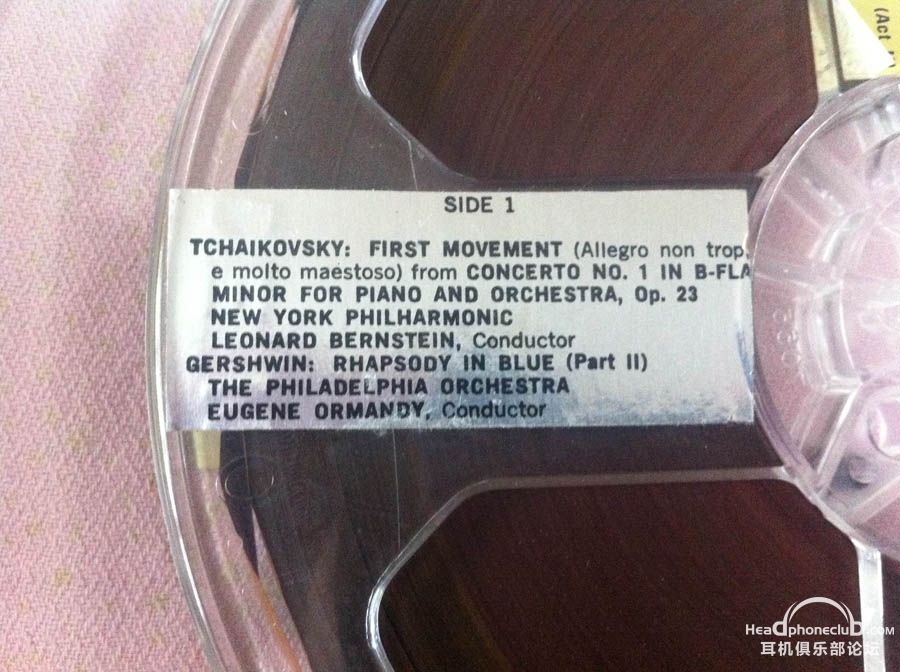 (Act
SIDE 1
TCHAIKOVSKY: FIRST MOVEMENT (Allegro non trop
e molto maestoso) from CONCERTO NO. 1 IN B-FLA
MINOR FOR PIANO AND ORCHESTRA, Op. 23
NEW YORK PHILHARMONIC
LEONARD BERNSTEIN, Conductor
GERSHWIN: RHAPSODY IN BLUE (Part II)
THE PHILADELPHIA ORCHESTRA
EUGENE ORMANDY, Conductor
Headphoneclub.com
耳机俱乐部论坛